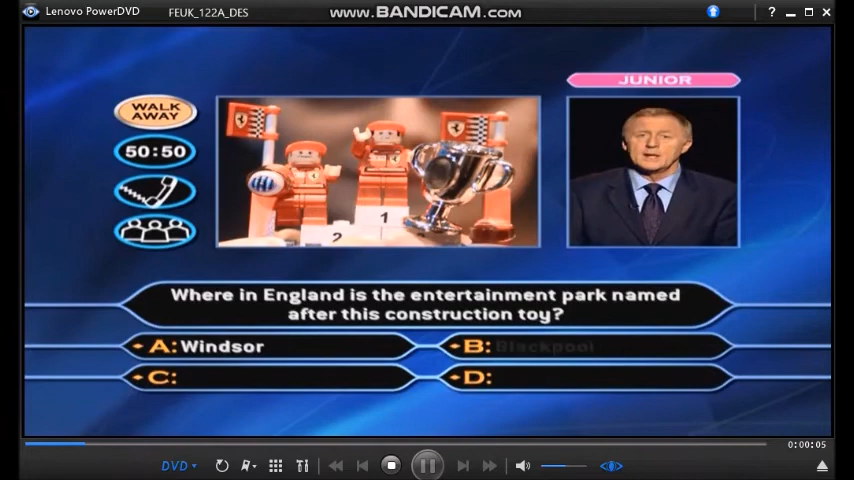 Lenovo PowerDVD
FEUK_122A_DES
www.BANDICAM.com
?
JUNIOR
WALK
AWAY
50:50
1
2
Where in England is the entertainment park named
after this construction toy?
A: Windsor
B: Blackpool
C:
D:
0:00:05
DVD